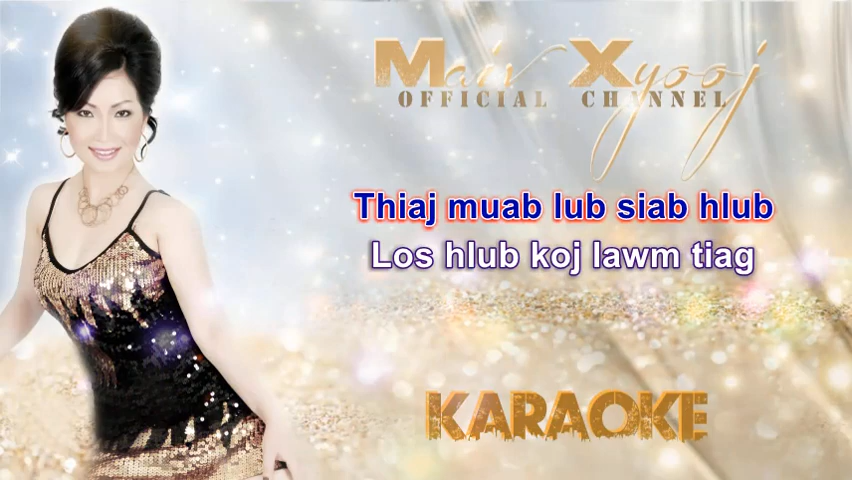 Maiv Xyooj
OFFICIAL CHANNEL
Thiaj muab lub siab hlub
Los hlub koj lawm tiag
KARAOKE